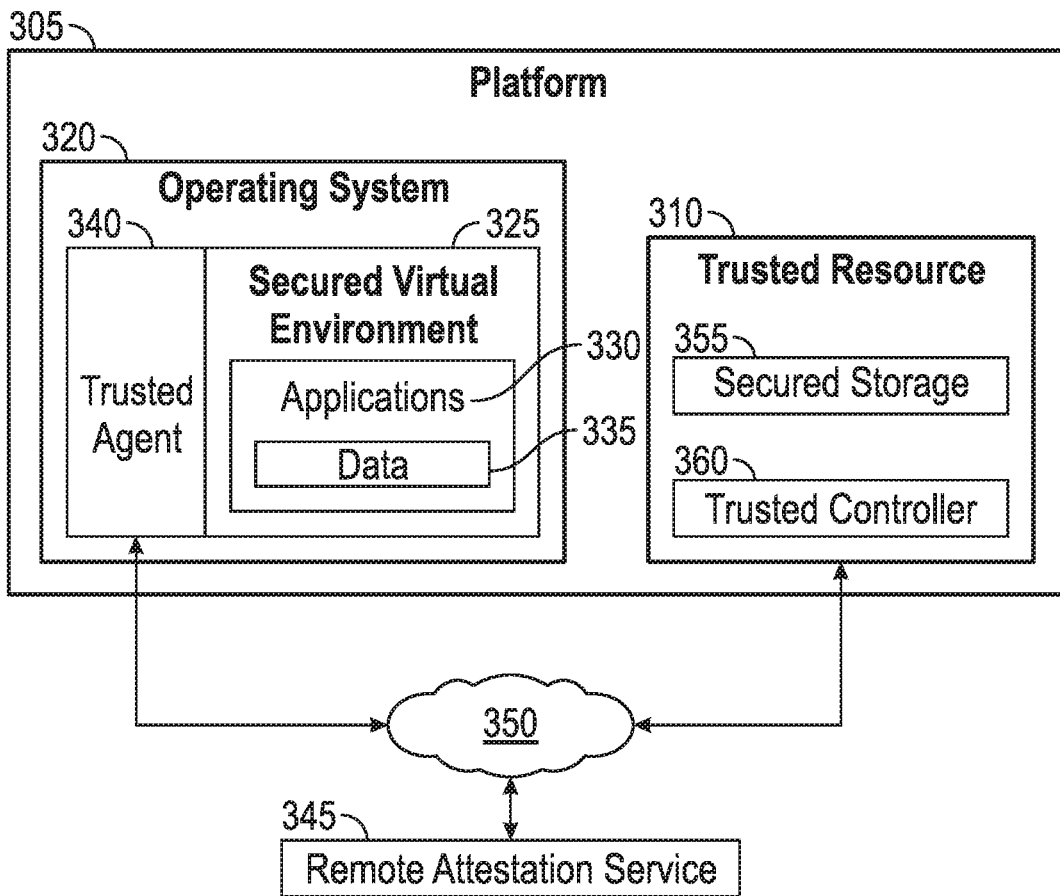 305
Platform
320
Operating System
340
325
Secured Virtual
Environment
Trusted
Agent
Applications
330
Data
335
310
Trusted Resource
355
Secured Storage
360
Trusted Controller
350
345
Remote Attestation Service